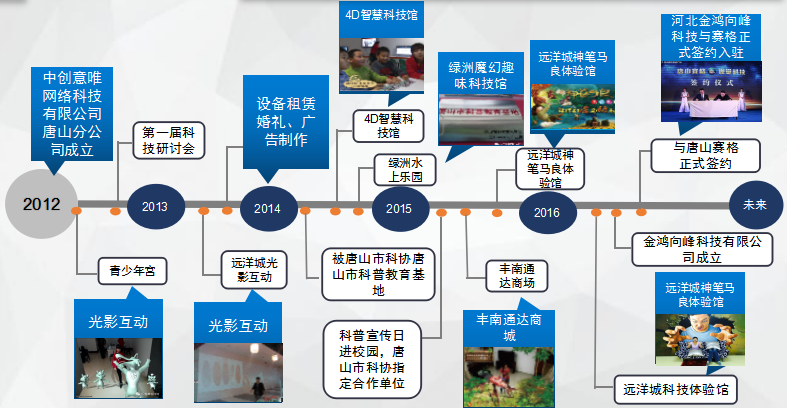 4D智慧科技馆
河北金鸿向峰
科技与赛格正
式签约入驻
中创意唯
网络科技
有限公司
唐山分公
司成立
设备租赁
婚礼、广
告制作
绿洲魔幻趣
味科技馆
远洋城神笔马
良体验馆
签约仪式
第一届科
技研讨会
4D智慧科
技馆
绿洲水
上乐园
远洋城神
笔马良体
验馆
与唐山赛格
正式签约
2012
2013
2014
2015
2016
未来
青少年宫
远洋城光
影互动
被唐山市科协唐
山市科普教育基
地
丰南通
达商场
金鸿向峰科技有限公
司成立
光影互动
光影互动
科普宣传日
进校园，唐
山市科协指
定合作单位
丰南通达商
城
远洋城神笔马
良体验馆
远洋城科技体验馆